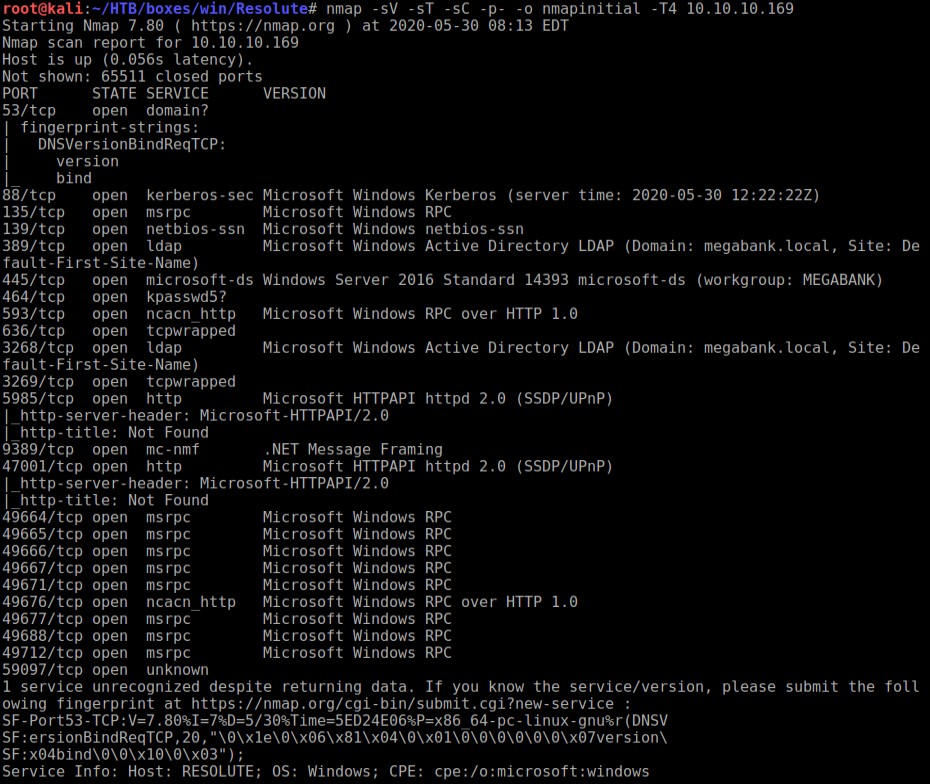 root@kali:~/HTB/boxes/win/Resolute# nmap -sV -sT -sC -p- -o nmapinitial -T4 10.10.10.169
Starting Nmap 7.80 ( https://nmap.org ) at 2020-05-30 08:13 EDT
Nmap scan report for 10.10.10.169
Host is up (0.056s latency).
Not shown: 65511 closed ports
PORT      STATE SERVICE      VERSION
53/tcp    open  domain?
| fingerprint-strings:
|   DNSVersionBindReqTCP:
|     version
|_    bind
88/tcp    open  kerberos-sec Microsoft Windows Kerberos (server time: 2020-05-30 12:22:22Z)
135/tcp   open  msrpc        Microsoft Windows RPC
139/tcp   open  netbios-ssn  Microsoft Windows netbios-ssn
389/tcp   open  ldap         Microsoft Windows Active Directory LDAP (Domain: megabank.local, Site: De
fault-First-Site-Name)
445/tcp   open  microsoft-ds Windows Server 2016 Standard 14393 microsoft-ds (workgroup: MEGABANK)
464/tcp   open  kpasswd5?
593/tcp   open  ncacn_http   Microsoft Windows RPC over HTTP 1.0
636/tcp   open  tcpwrapped
3268/tcp  open  ldap         Microsoft Windows Active Directory LDAP (Domain: megabank.local, Site: De
fault-First-Site-Name)
3269/tcp  open  tcpwrapped
5985/tcp  open  http         Microsoft HTTPAPI httpd 2.0 (SSDP/UPnP)
|_http-server-header: Microsoft-HTTPAPI/2.0
|_http-title: Not Found
9389/tcp  open  mc-nmf       .NET Message Framing
47001/tcp open  http         Microsoft HTTPAPI httpd 2.0 (SSDP/UPnP)
|_http-server-header: Microsoft-HTTPAPI/2.0
|_http-title: Not Found
49664/tcp open  msrpc        Microsoft Windows RPC
49665/tcp open  msrpc        Microsoft Windows RPC
49666/tcp open  msrpc        Microsoft Windows RPC
49667/tcp open  msrpc        Microsoft Windows RPC
49671/tcp open  msrpc        Microsoft Windows RPC
49676/tcp open  ncacn_http   Microsoft Windows RPC over HTTP 1.0
49677/tcp open  msrpc        Microsoft Windows RPC
49688/tcp open  msrpc        Microsoft Windows RPC
49712/tcp open  msrpc        Microsoft Windows RPC
59097/tcp open  unknown
1 service unrecognized despite returning data. If you know the service/version, please submit the foll
owing fingerprint at https://nmap.org/cgi-bin/submit.cgi?new-service :
SF-Port53-TCP:V=7.80%I=7%D=5/30%Time=5ED24E06%P=x86_64-pc-linux-gnu%r(DNSV
SF:ersionBindReqTCP,20,"\0\x1e\0\x06\x81\x04\0\x01\0\0\0\0\0\0\x07version\
SF:x04bind\0\0\x10\0\x03");
Service Info: Host: RESOLUTE; OS: Windows; CPE: cpe:/o:microsoft:windows